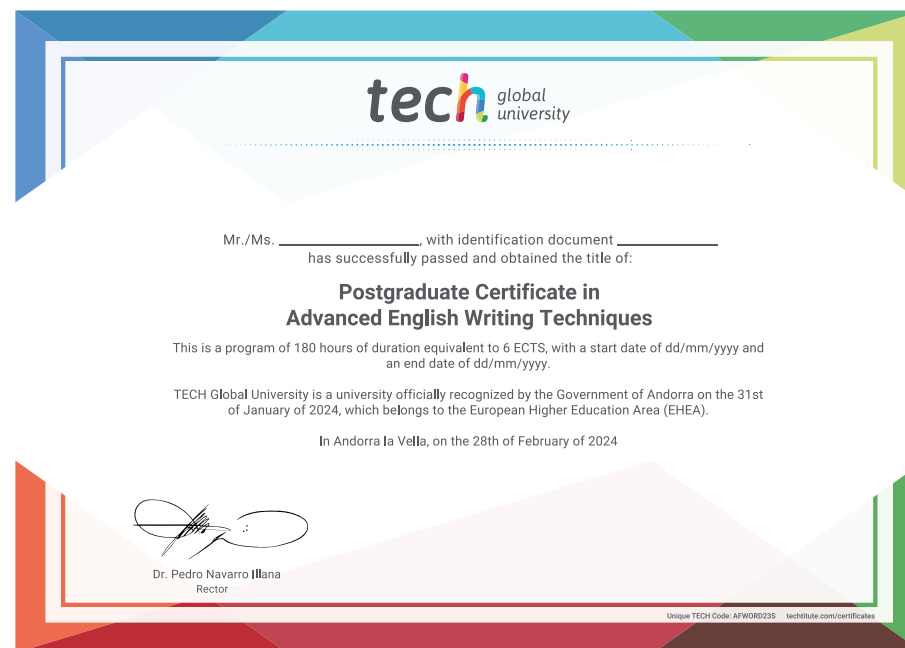 tech global
university
Mr./Ms. ____________, with identification document ____________
has successfully passed and obtained the title of:
Postgraduate Certificate in
Advanced English Writing Techniques
This is a program of 180 hours of duration equivalent to 6 ECTS, with a start date of dd/mm/yyyy and
an end date of dd/mm/yyyy.
TECH Global University is a university officially recognized by the Government of Andorra on the 31st
of January of 2024, which belongs to the European Higher Education Area (EHEA).
In Andorra la Vella, on the 28th of February of 2024
Dr. Pedro Navarro Illana
Rector
Unique TECH Code: AFWORD23S techtitute.com/certificates